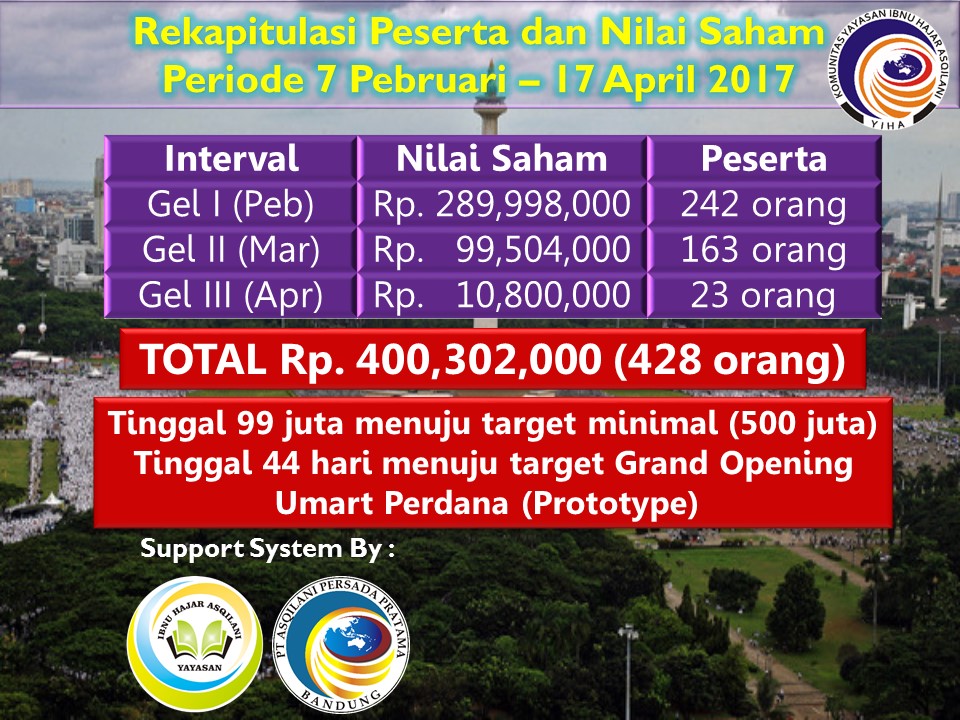 Rekapitulasi Peserta dan Nilai Saham
Periode 7 Pebruari – 17 April 2017
KOMUNITAS YAYASAN IBNU HAJAR ASQILANI
YIHA
Interval Nilai Saham Peserta
Gel I (Peb) Rp. 289,998,000 242 orang
Gel II (Mar) Rp. 99,504,000 163 orang
Gel III (Apr) Rp. 10,800,000 23 orang
TOTAL Rp. 400,302,000 (428 orang)
Tinggal 99 juta menuju target minimal (500 juta)
Tinggal 44 hari menuju target Grand Opening
Umart Perdana (Prototype)
Support System By :
IBNU HAJAR ASQILANI
YAYASAN
PT ASQILANI PERSADA PRATAMA
BANDUNG